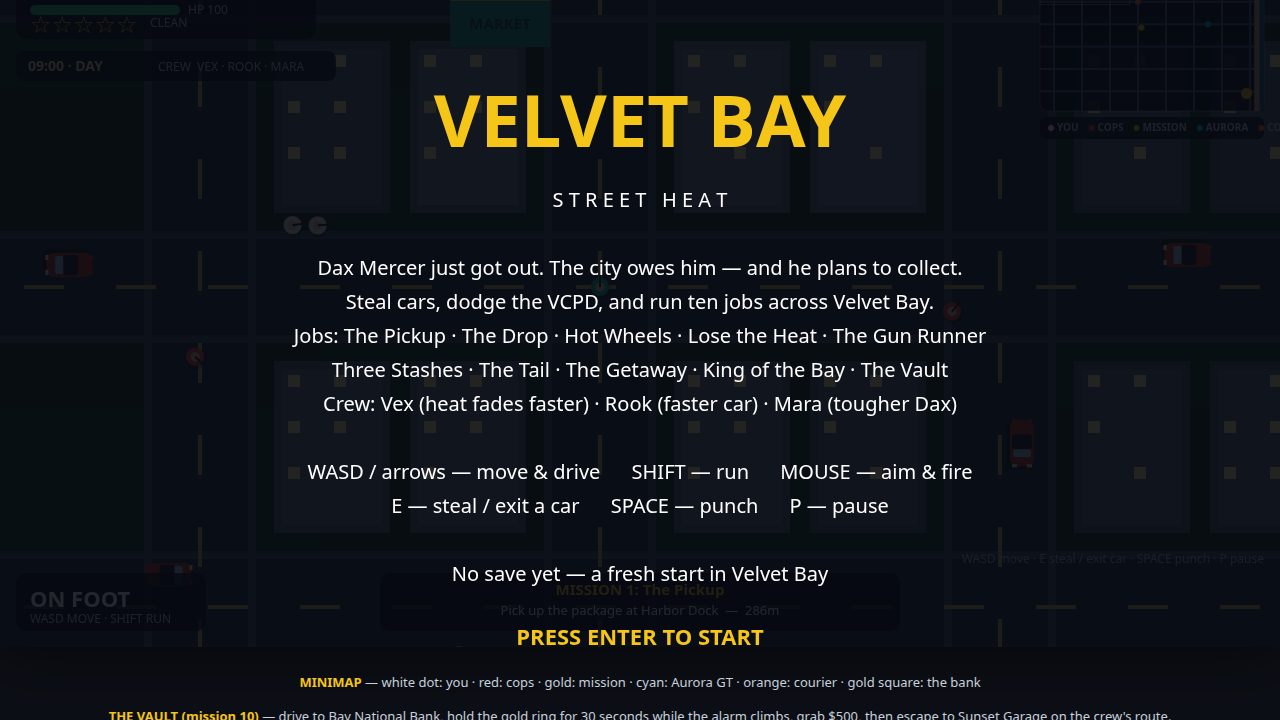 HP 100
☆☆☆☆☆ CLEAN
MARKET
09:00 · DAY CREW VEX · ROOK · MARA
YOU COPS MISSION AURORA
VELVET BAY
STREET HEAT
Dax Mercer just got out. The city owes him — and he plans to collect.
Steal cars, dodge the VCPD, and run ten jobs across Velvet Bay.
Jobs: The Pickup · The Drop · Hot Wheels · Lose the Heat · The Gun Runner
Three Stashes · The Tail · The Getaway · King of the Bay · The Vault
Crew: Vex (heat fades faster) · Rook (faster car) · Mara (tougher Dax)
WASD / arrows — move & drive SHIFT — run MOUSE — aim & fire
E — steal / exit a car SPACE — punch P — pause
WASD move · E steal / exit car · SPACE punch · P pause
No save yet — a fresh start in Velvet Bay
MISSION 1: The Pickup
Pick up the package at Harbor Dock — 286m
ON FOOT
WASD MOVE · SHIFT RUN
PRESS ENTER TO START
MINIMAP — white dot: you · red: cops · gold: mission · cyan: Aurora GT · orange: courier · gold square: the bank
THE VAULT (mission 10) — drive to Bay National Bank, hold the gold ring for 30 seconds while the alarm climbs, grab $500, then escape to Sunset Garage on the crew's route.